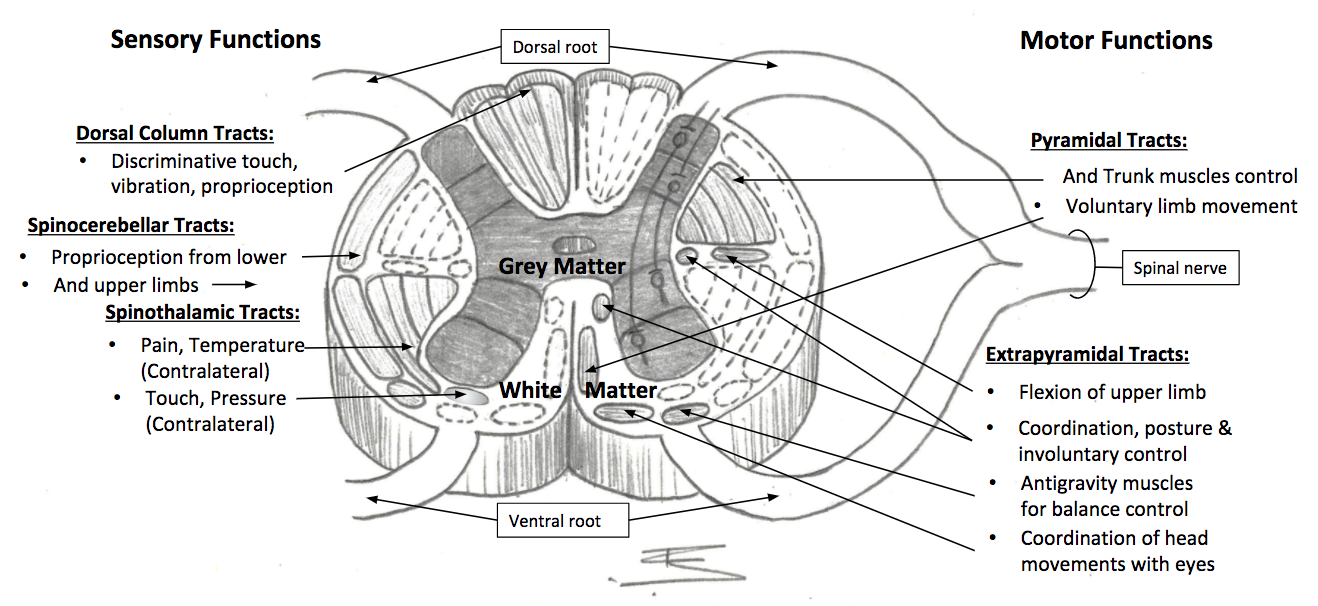 Sensory Functions
Dorsal root
Motor Functions
Dorsal Column Tracts:
• Discriminative touch,
vibration, proprioception
Spinocerebellar Tracts:
• Proprioception from lower
• And upper limbs
Spinothalamic Tracts:
• Pain, Temperature
(Contralateral)
• Touch, Pressure
(Contralateral)
Grey Matter
White Matter
Ventral root
Pyramidal Tracts:
And Trunk muscles control
• Voluntary limb movement
Spinal nerve
Extrapyramidal Tracts:
• Flexion of upper limb
• Coordination, posture &
involuntary control
• Antigravity muscles
for balance control
• Coordination of head
movements with eyes